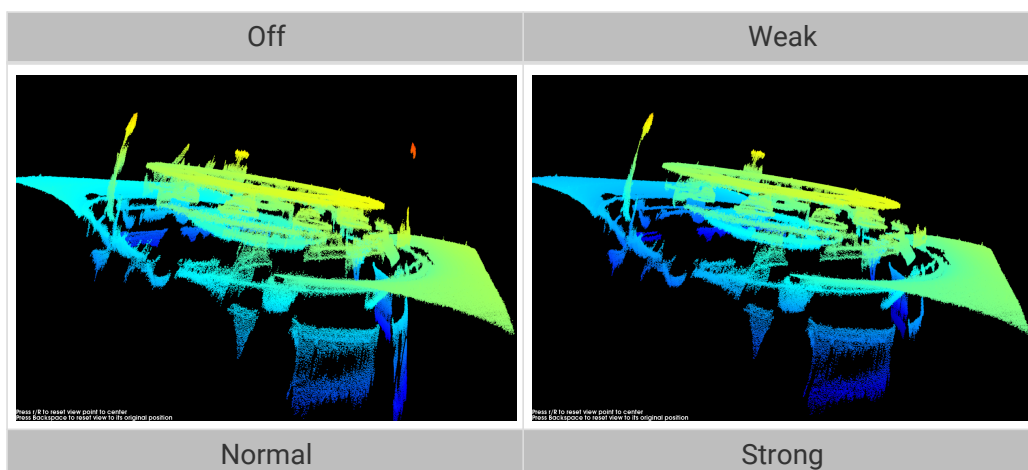 Off
Weak
Press r/R to reset view point to center
Press Backspace to reset view to its original position
Press r/R to reset view point to center
Press Backspace to reset view to its original position
Normal
Strong